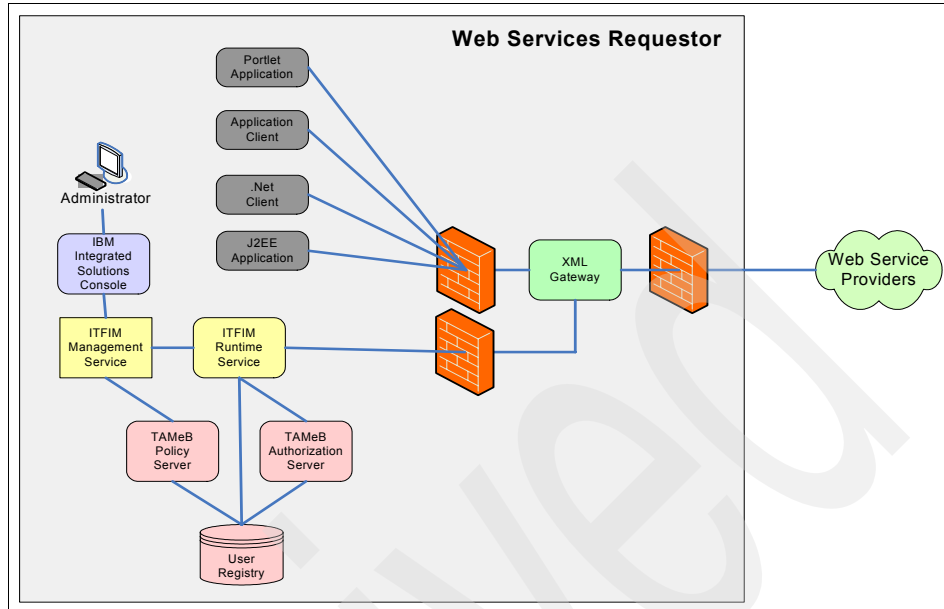 Web Services Requestor
Portlet
Application
Application
Client
.Net
Client
J2EE
Application
Administrator
IBM
Integrated
Solutions
Console
ITFIM
Management
Service
ITFIM
Runtime
Service
XML
Gateway
Web Service
Providers
TAMeB
Policy
Server
TAMeB
Authorization
Server
User
Registry